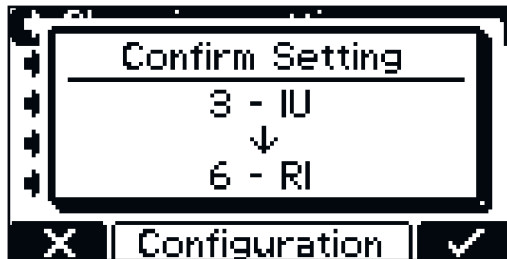 Confirm Setting
3 - IU
↓
6 - RI
Configuration